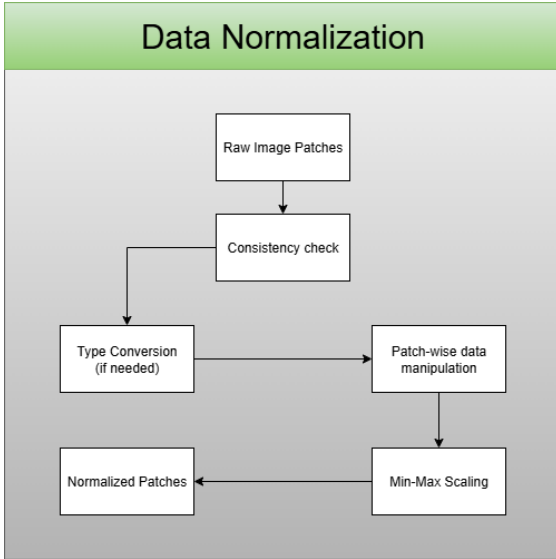 Data Normalization
Raw Image Patches
Consistency check
Type Conversion
(if needed)
Patch-wise data
manipulation
Min-Max Scaling
Normalized Patches